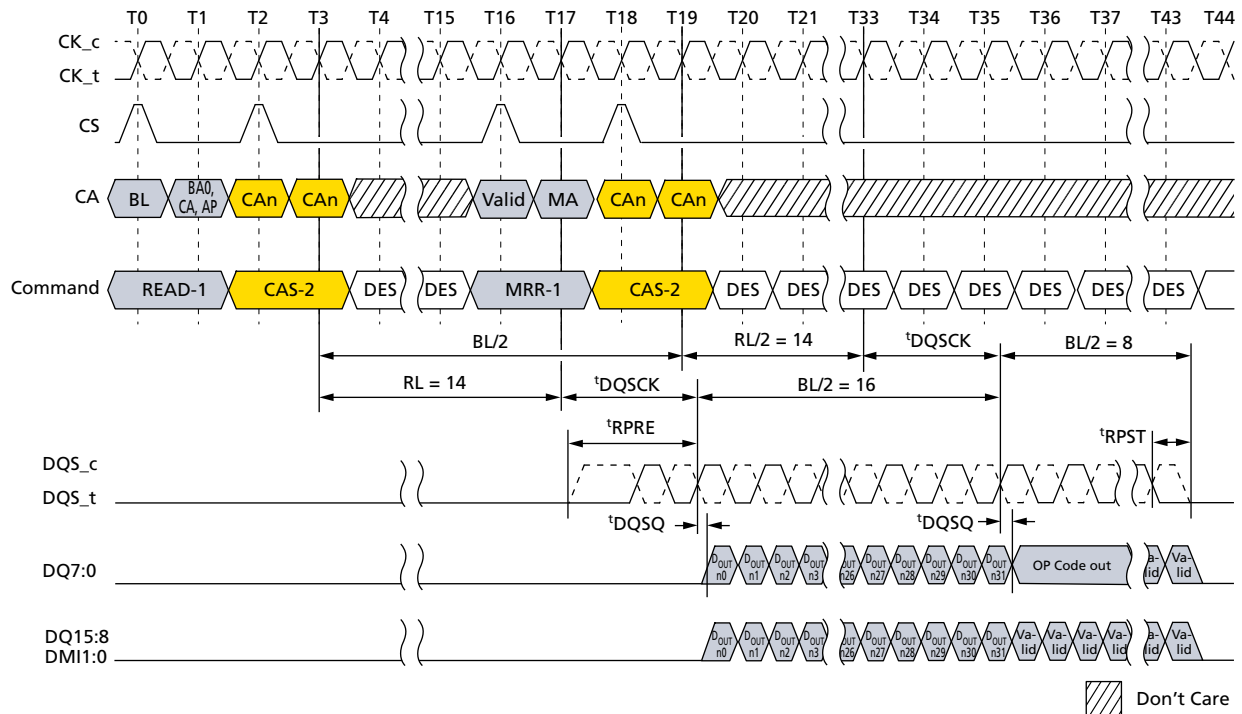 T0 T1 T2 T3 T4 T15 T16 T17 T18 T19 T20 T21 T33 T34 T35 T36 T37 T43 T44
CK_c
CK_t
CS
CA BL BA0, CA, AP CAn CAn Valid MA CAn CAn
Command READ-1 CAS-2 DES DES MRR-1 CAS-2 DES DES DES DES DES DES DES DES
BL/2 RL/2 = 14 tDQSCK BL/2 = 8
RL = 14 tDQSCK BL/2 = 16
tRPRE tRPST
DQS_c
DQS_t
tDQSQ tDQSQ
DQ7:0 DOUT n0 DOUT n1 DOUT n2 DOUT n3 DOUT n26 DOUT n27 DOUT n28 DOUT n29 DOUT n30 DOUT n31 OP Code out a-lid Va-lid
DQ15:8 DOUT n0 DOUT n1 DOUT n2 DOUT n3 DOUT n26 DOUT n27 DOUT n28 DOUT n29 DOUT n30 DOUT n31 Va-lid Va-lid Va-lid Va-lid a-lid Va-lid
DMI1:0
Don't Care